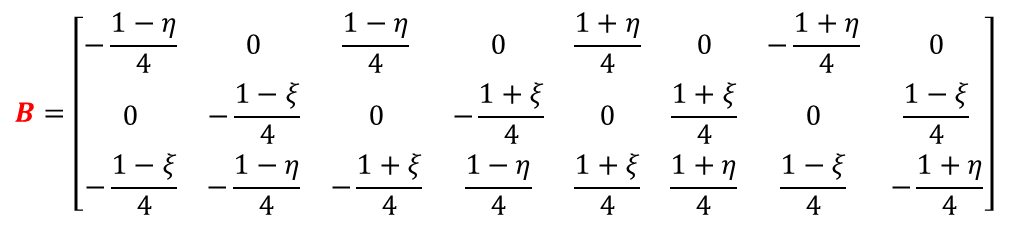 B = [ −(1 − η)/4  0  (1 − η)/4  0  (1 + η)/4  0  −(1 + η)/4  0
0  −(1 − ξ)/4  0  −(1 + ξ)/4  0  (1 + ξ)/4  0  (1 − ξ)/4
−(1 − ξ)/4  −(1 − η)/4  −(1 + ξ)/4  (1 − η)/4  (1 + ξ)/4  (1 + η)/4  (1 − ξ)/4  −(1 + η)/4 ]